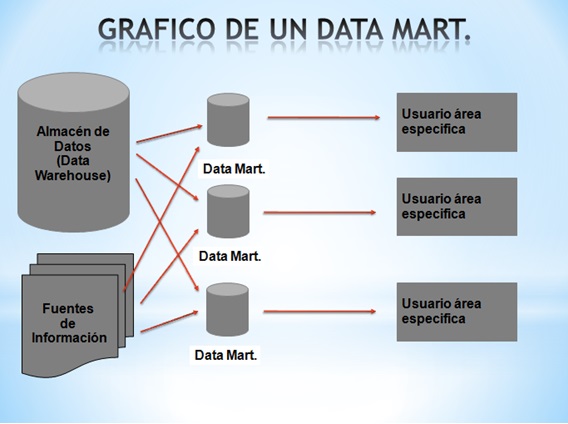 GRAFICO DE UN DATA MART.
Almacén de
Datos
(Data
Warehouse)
Data Mart.
Usuario área
especifica
Data Mart.
Usuario área
especifica
Fuentes
de
Información
Data Mart.
Usuario área
especifica